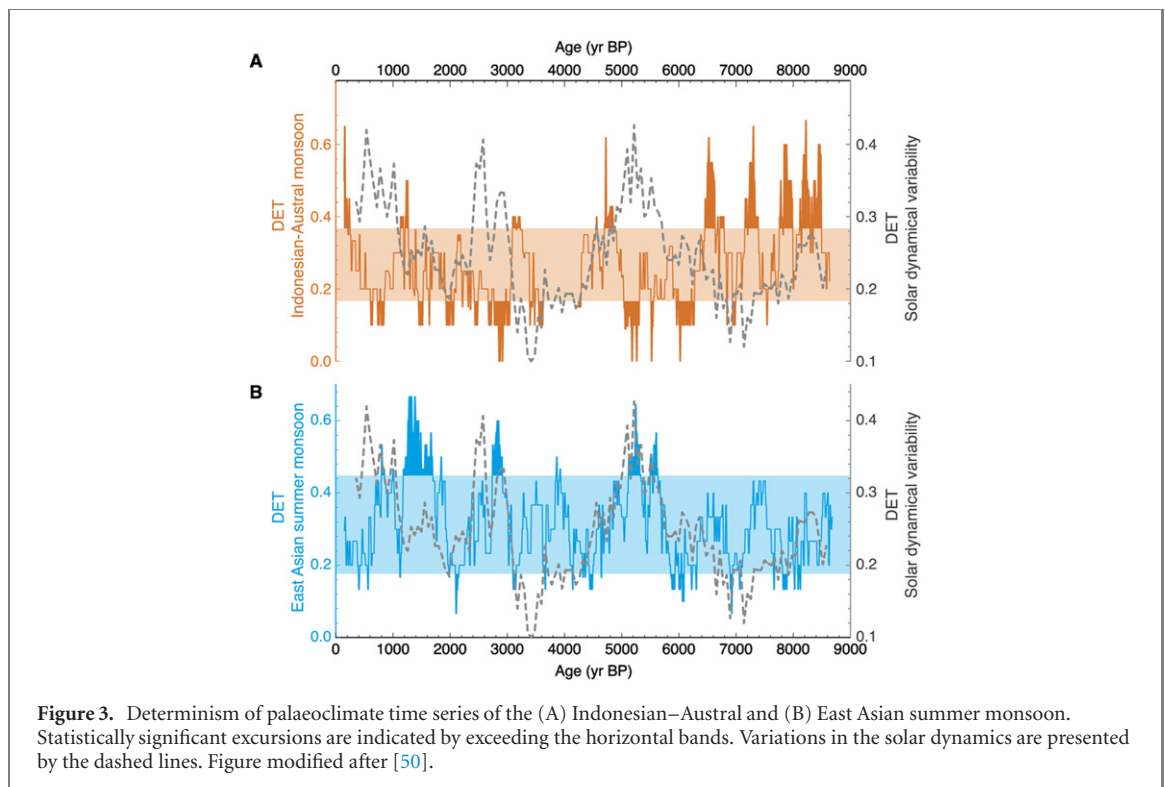 Age (yr BP)
A
0 1000 2000 3000 4000 5000 6000 7000 8000 9000
0.6
0.4
0.2
0.0
DET
Indonesian-Austral monsoon
0.4
0.3
0.2
0.1
DET
Solar dynamical variability
B
0.6
0.4
0.2
0.0
DET
East Asian summer monsoon
0.4
0.3
0.2
0.1
DET
Solar dynamical variability
0 1000 2000 3000 4000 5000 6000 7000 8000 9000
Age (yr BP)
Figure 3. Determinism of palaeoclimate time series of the (A) Indonesian–Austral and (B) East Asian summer monsoon.
Statistically significant excursions are indicated by exceeding the horizontal bands. Variations in the solar dynamics are presented
by the dashed lines. Figure modified after [50].